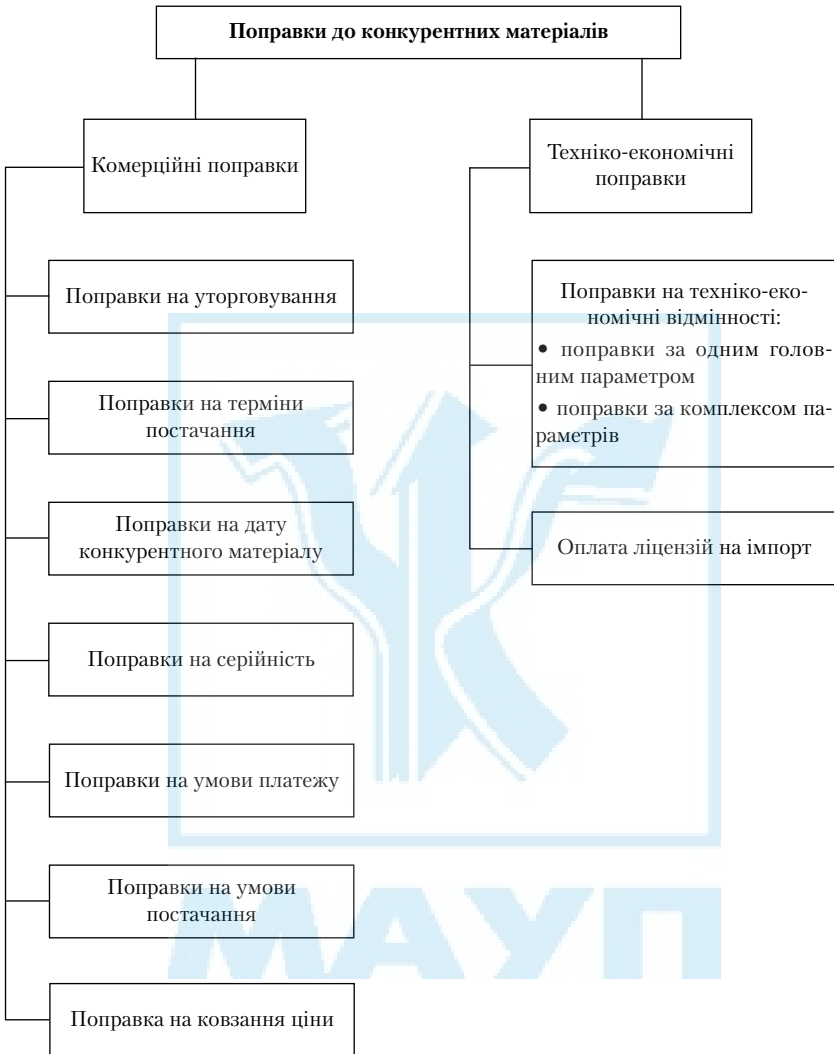 Поправки до конкурентних матеріалів
Комерційні поправки
Поправки на уторговування
Поправки на терміни
постачання
Поправки на дату
конкурентного матеріалу
Поправки на серійність
Поправки на умови платежу
Поправки на умови
постачання
Поправка на ковзання ціни
Техніко-економічні
поправки
Поправки на техніко-еко-
номічні відмінності:
• поправки за одним голов-
ним параметром
• поправки за комплексом па-
раметрів
Оплата ліцензій на імпорт
МАУП